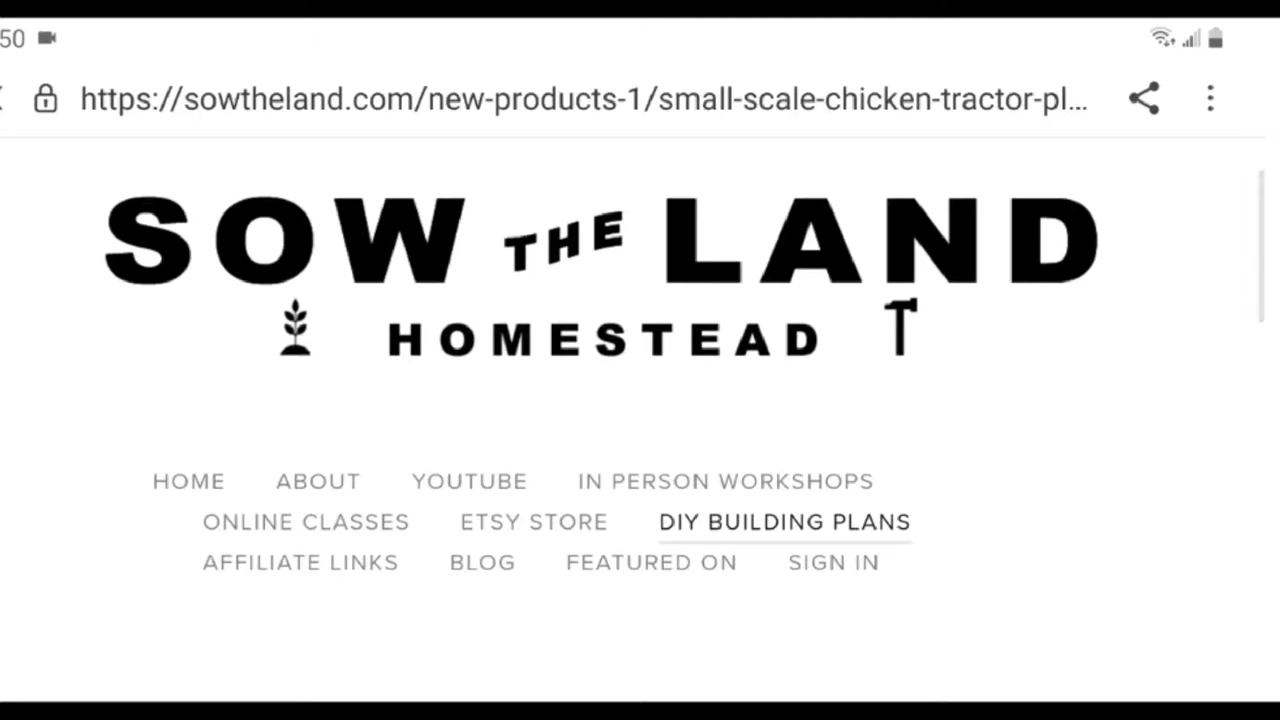 50
https://sowtheland.com/new-products-1/small-scale-chicken-tractor-pl...
SOW THE LAND
HOMESTEAD
HOME ABOUT YOUTUBE IN PERSON WORKSHOPS
ONLINE CLASSES ETSY STORE DIY BUILDING PLANS
AFFILIATE LINKS BLOG FEATURED ON SIGN IN